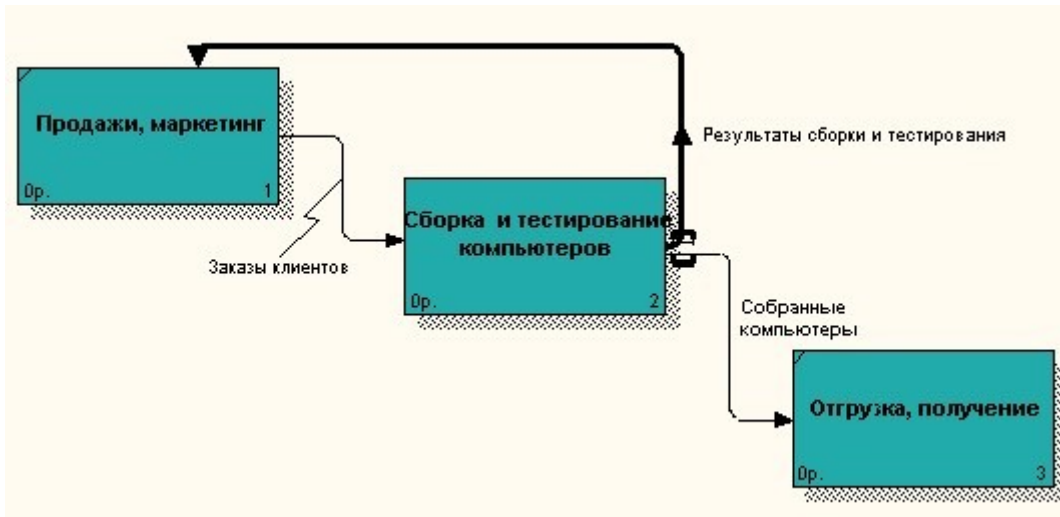 Продажи, маркетинг
0р.
1
Результаты сборки и тестирования
Сборка и тестирование
компьютеров
0р.
2
Заказы клиентов
Собранные
компьютеры
Отгрузка, получение
0р.
3